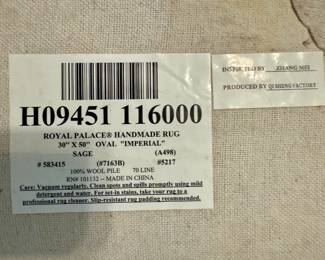 H09451 116000
ROYAL PALACE® HANDMADE RUG
30" X 50" OVAL "IMPERIAL"
SAGE (A498)
# 583415 (#7163B) #5217
100% WOOL PILE 70 LINE
RN# 101132 -- MADE IN CHINA
Care: Vacuum regularly. Clean spots and spills promptly using mild
detergent and water. For set-in stains, take your rug to a
professional rug cleaner. Slip-resistant rug padding recommended.
INSPECTED BY ZHANG MEI
PRODUCED BY QUSHENG FACTORY